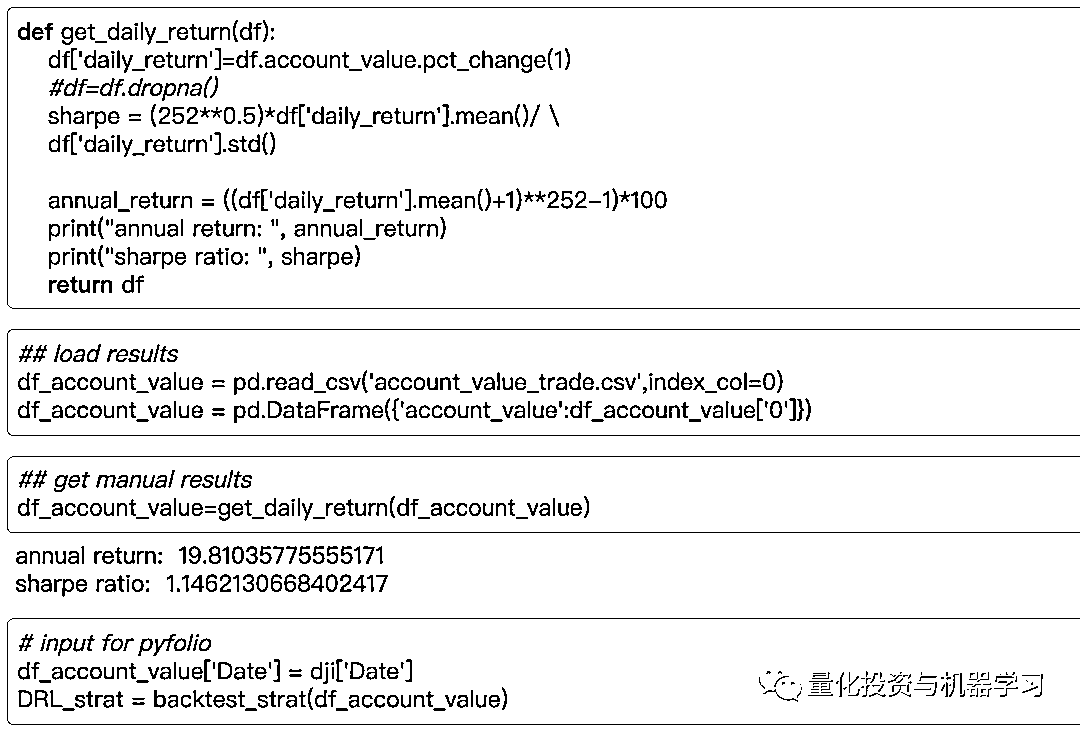 def get_daily_return(df):
df['daily_return']=df.account_value.pct_change(1)
#df=df.dropna()
sharpe = (252**0.5)*df['daily_return'].mean()/ \
df['daily_return'].std()
annual_return = ((df['daily_return'].mean()+1)**252-1)*100
print("annual return: ", annual_return)
print("sharpe ratio: ", sharpe)
return df
## load results
df_account_value = pd.read_csv('account_value_trade.csv',index_col=0)
df_account_value = pd.DataFrame({'account_value':df_account_value['0']})
## get manual results
df_account_value=get_daily_return(df_account_value)
annual return:  19.81035775555171
sharpe ratio:  1.1462130668402417
# input for pyfolio
df_account_value['Date'] = dji['Date']
DRL_strat = backtest_strat(df_account_value)
量化投资与机器学习